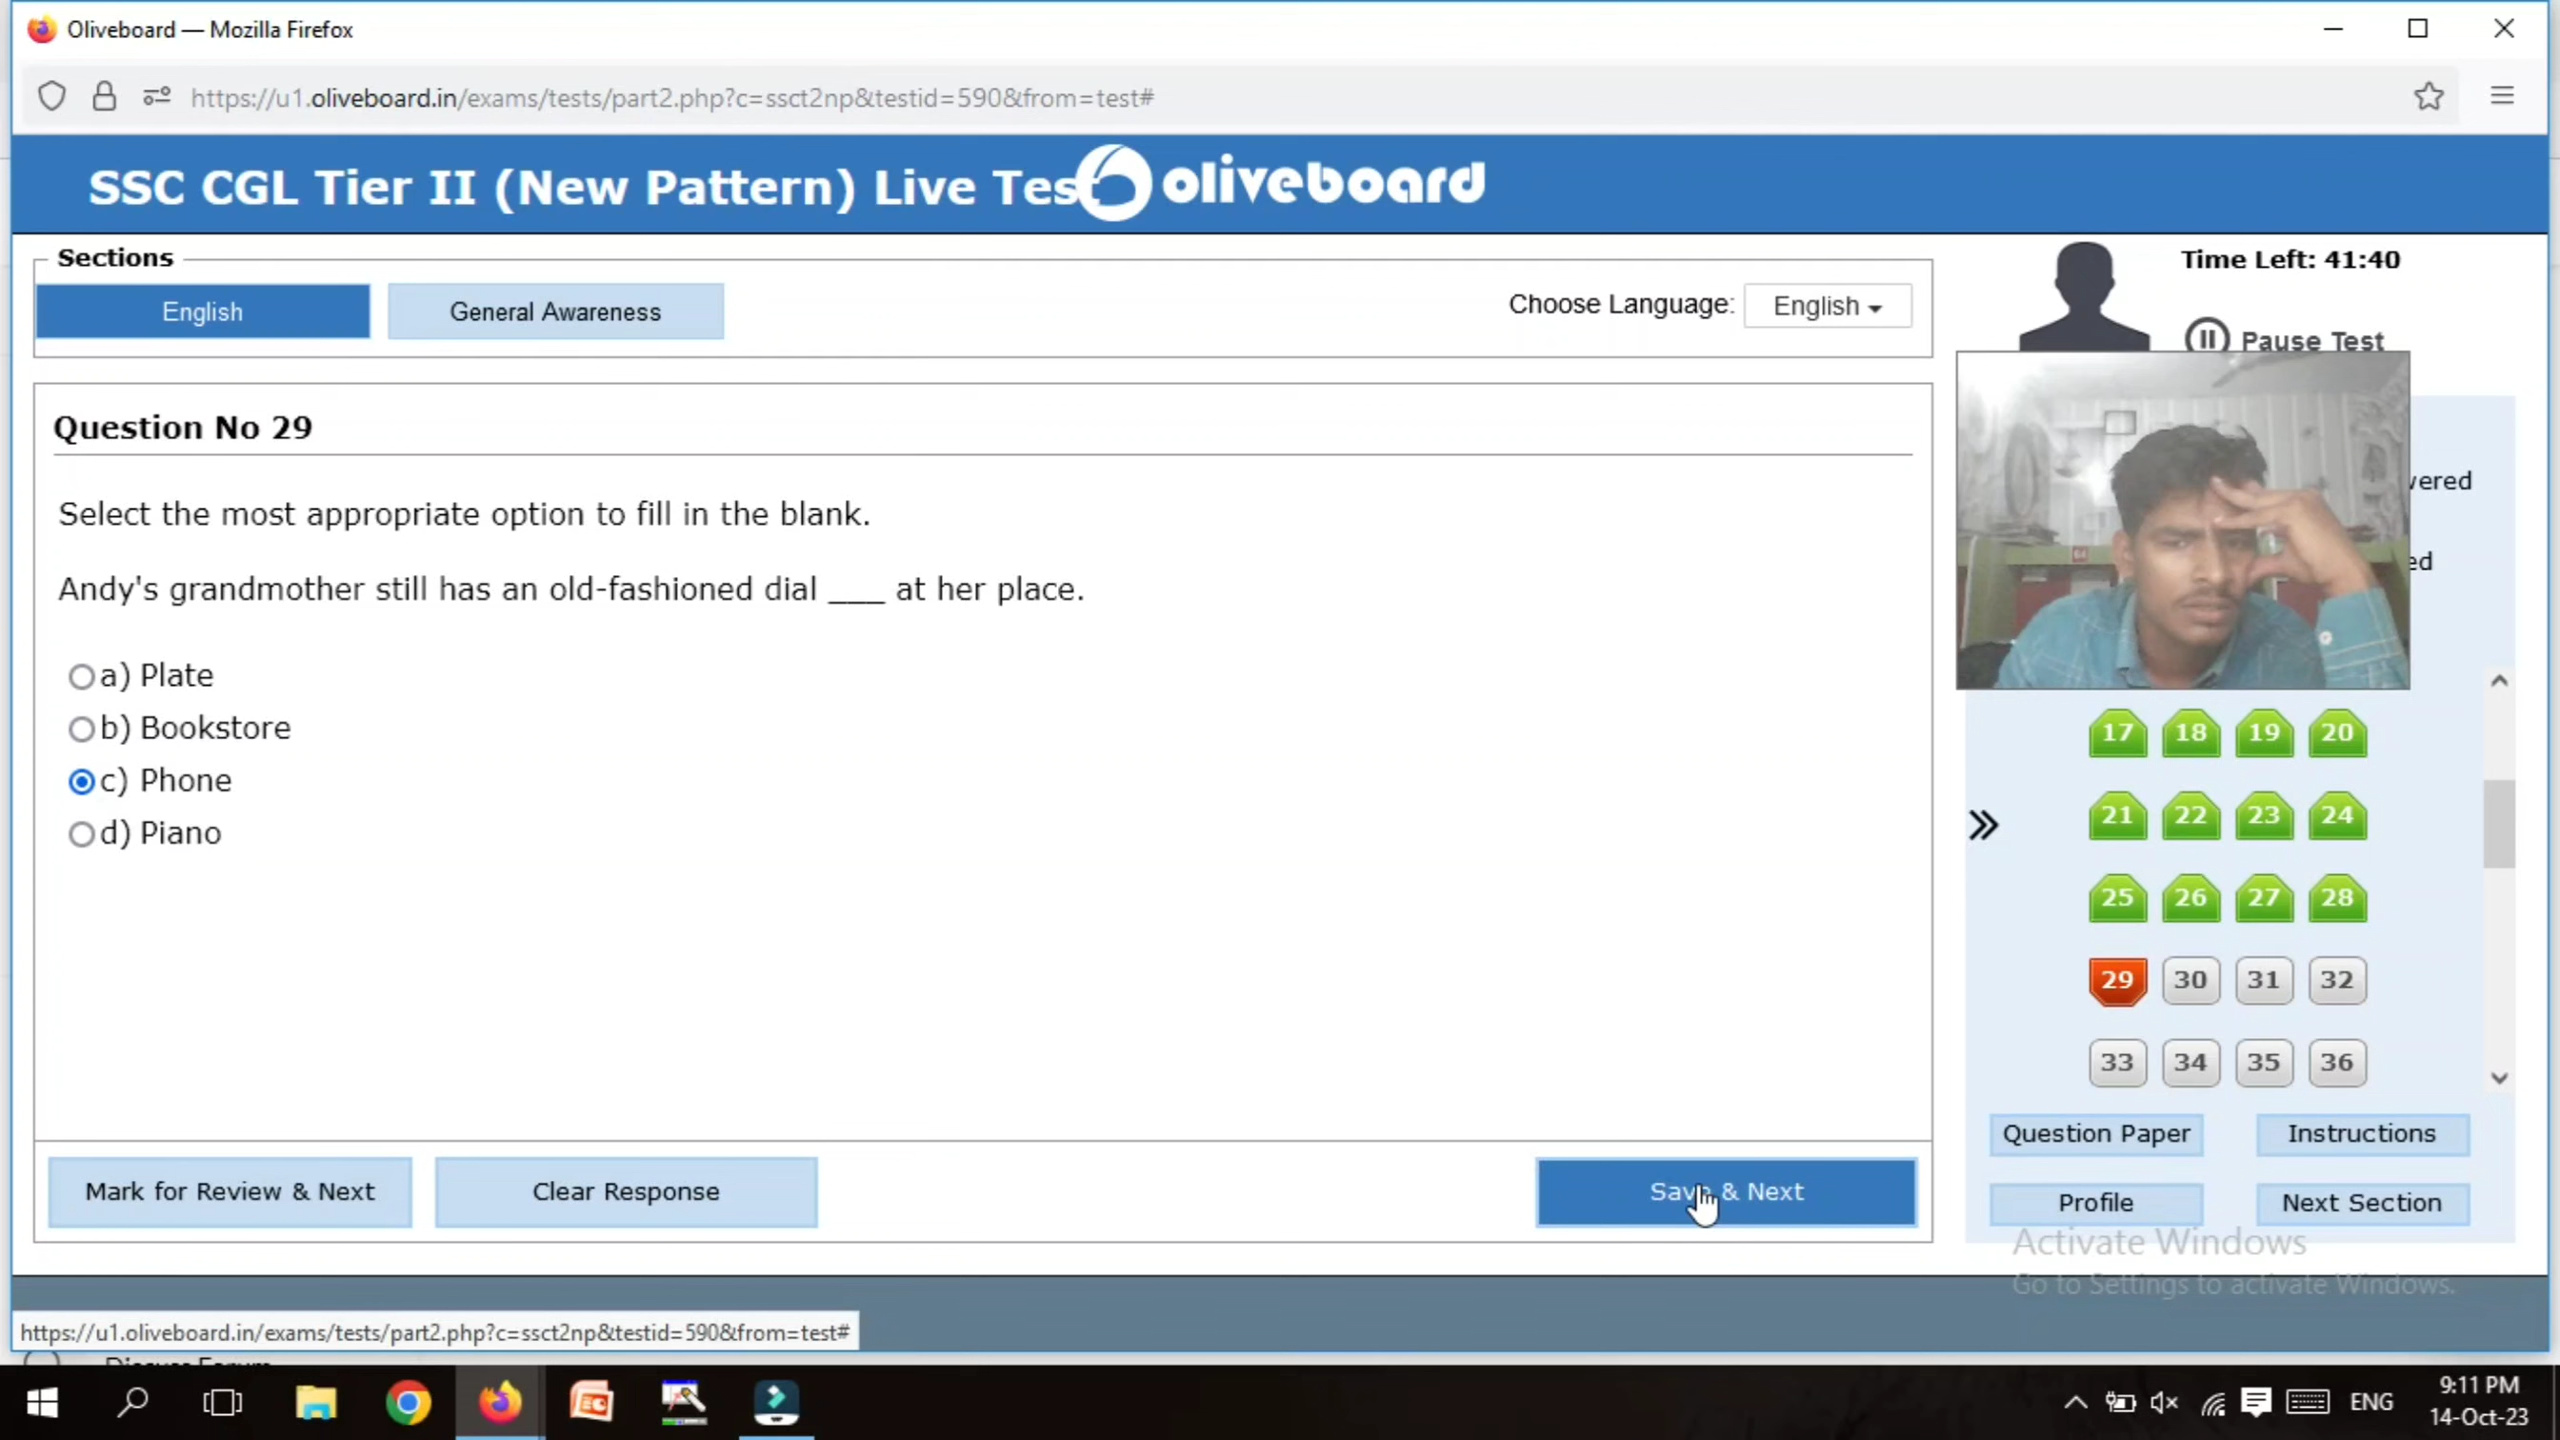 Oliveboard — Mozilla Firefox
https://u1.oliveboard.in/exams/tests/part2.php?c=ssct2np&testid=590&from=test#
SSC CGL Tier II (New Pattern) Live Tes
oliveboard
Sections
English
General Awareness
Choose Language:
English
Time Left: 41:40
Pause Test
Question No 29
Select the most appropriate option to fill in the blank.
Andy's grandmother still has an old-fashioned dial ___ at her place.
a) Plate
b) Bookstore
c) Phone
d) Piano
17 18 19 20
21 22 23 24
25 26 27 28
29 30 31 32
33 34 35 36
Question Paper
Instructions
Profile
Next Section
Mark for Review & Next
Clear Response
Save & Next
Activate Windows
Go to Settings to activate Windows.
https://u1.oliveboard.in/exams/tests/part2.php?c=ssct2np&testid=590&from=test#
ENG
9:11 PM
14-Oct-23